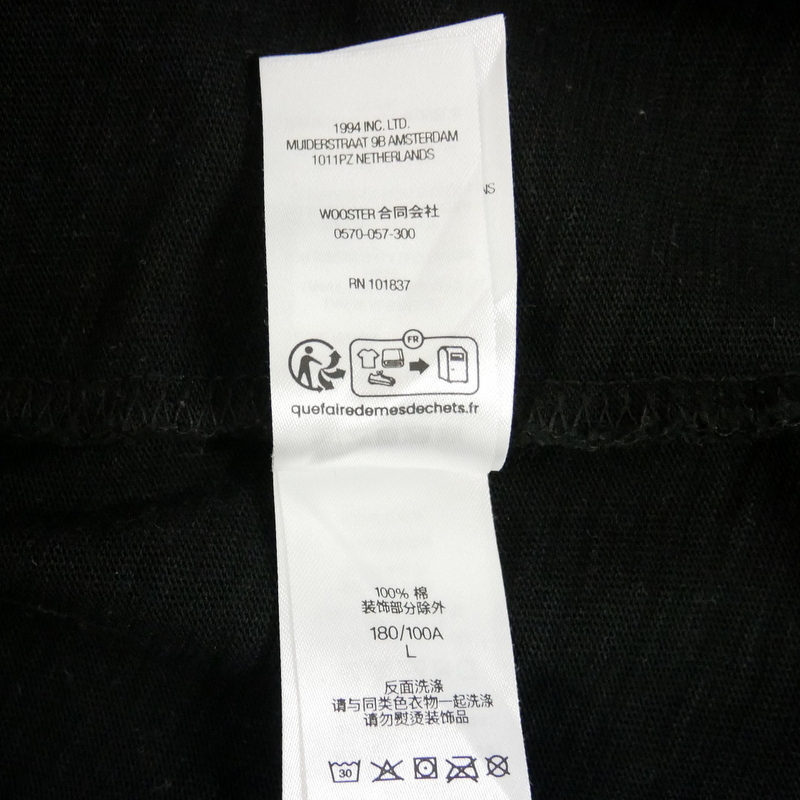 1994 INC. LTD.
MUIDERSTRAAT 9B AMSTERDAM
1011PZ NETHERLANDS
NS
WOOSTER 合同会社
0570-057-300
RN 101837
FR
quefairedemesdechets.fr
100% 棉
装饰部分除外
180/100A
L
反面洗涤
请与同类色衣物一起洗涤
请勿熨烫装饰品
30